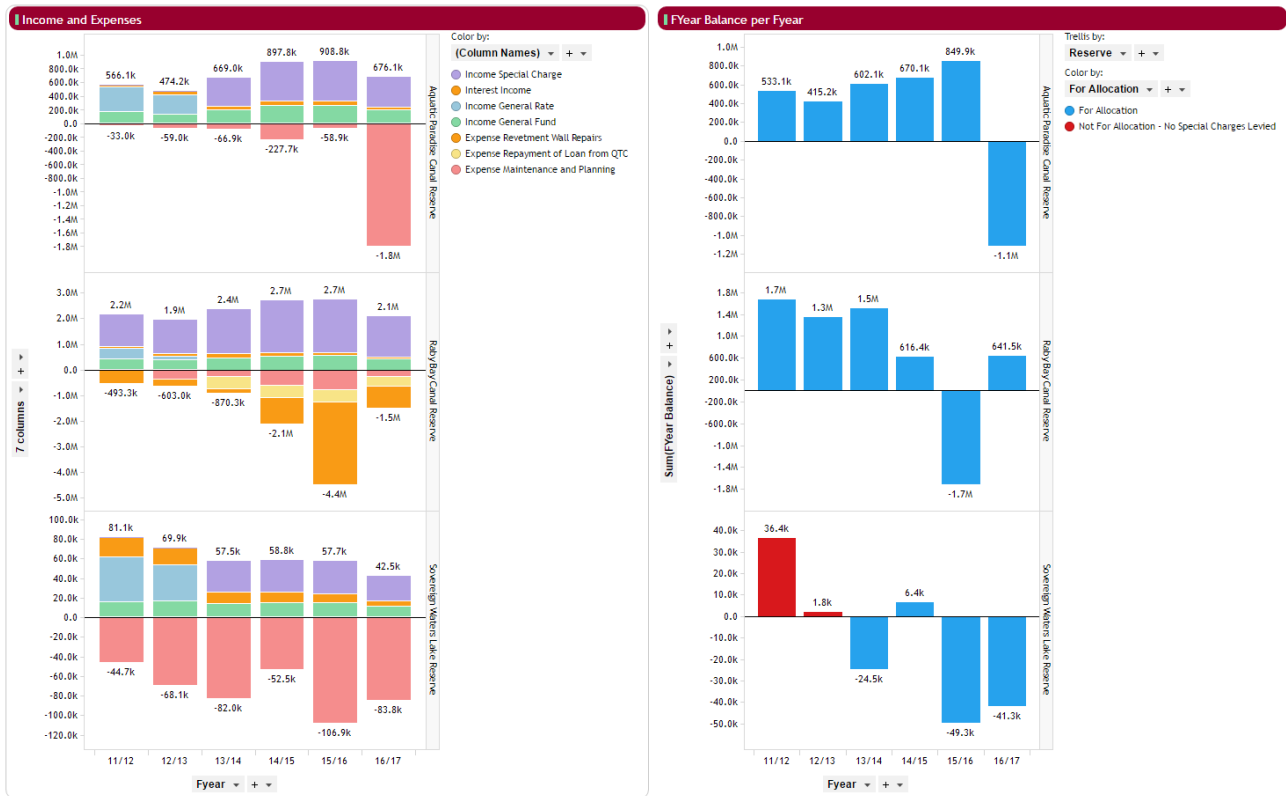 Income and Expenses
Color by:
(Column Names)
+
Income Special Charge
Interest Income
Income General Rate
Income General Fund
Expense Revetment Wall Repairs
Expense Repayment of Loan from QTC
Expense Maintenance and Planning
7 columns
+
1.0M
800.0k
600.0k
400.0k
200.0k
0.0
-200.0k
-400.0k
-600.0k
-800.0k
-1.0M
-1.2M
-1.4M
-1.6M
-1.8M
566.1k 474.2k 669.0k 897.8k 908.8k 676.1k
-33.0k -59.0k -66.9k -227.7k -58.9k -1.8M
Aquatic Paradise Canal Reserve
3.0M
2.0M
1.0M
0.0
-1.0M
-2.0M
-3.0M
-4.0M
-5.0M
2.2M 1.9M 2.4M 2.7M 2.7M 2.1M
-493.3k -603.0k -870.3k -2.1M -4.4M -1.5M
Raby Bay Canal Reserve
100.0k
80.0k
60.0k
40.0k
20.0k
0.0
-20.0k
-40.0k
-60.0k
-80.0k
-100.0k
-120.0k
81.1k 69.9k 57.5k 58.8k 57.7k 42.5k
-44.7k -68.1k -82.0k -52.5k -106.9k -83.8k
Sovereign Waters Lake Reserve
11/12 12/13 13/14 14/15 15/16 16/17
Fyear +
FYear Balance per Fyear
Trellis by:
Reserve +
Color by:
For Allocation +
For Allocation
Not For Allocation - No Special Charges Levied
Sum(FYear Balance)
+
1.0M
800.0k
600.0k
400.0k
200.0k
0.0
-200.0k
-400.0k
-600.0k
-800.0k
-1.0M
-1.2M
533.1k 415.2k 602.1k 670.1k 849.9k -1.1M
Aquatic Paradise Canal Reserve
1.8M
1.4M
1.0M
600.0k
200.0k
-200.0k
-600.0k
-1.0M
-1.4M
-1.8M
1.7M 1.3M 1.5M 616.4k -1.7M 641.5k
Raby Bay Canal Reserve
40.0k
30.0k
20.0k
10.0k
0.0
-10.0k
-20.0k
-30.0k
-40.0k
-50.0k
36.4k 1.8k -24.5k 6.4k -49.3k -41.3k
Sovereign Waters Lake Reserve
11/12 12/13 13/14 14/15 15/16 16/17
Fyear +